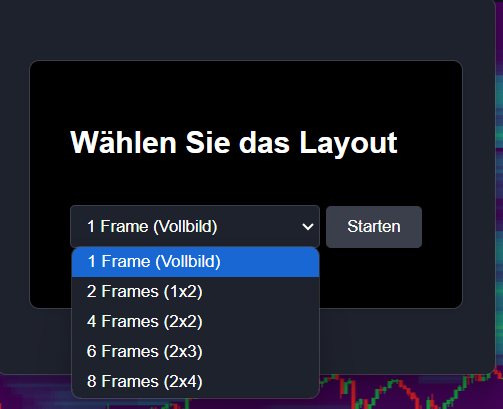 Wählen Sie das Layout
1 Frame (Vollbild) Starten
1 Frame (Vollbild)
2 Frames (1x2)
4 Frames (2x2)
6 Frames (2x3)
8 Frames (2x4)